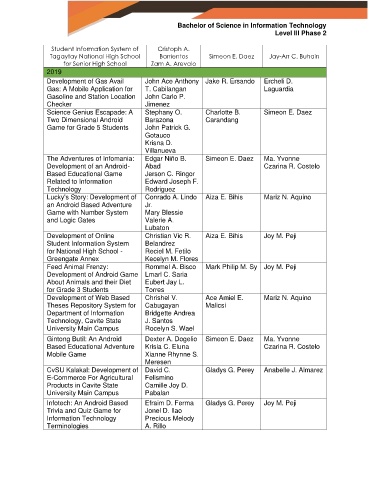 Bachelor of Science in Information Technology
Level III Phase 2
Student Information System of Cristoph A. Simeon E. Daez Jay-Arr C. Buhain
Tagaytay National High School Barrientos
for Senior High School Zam A. Arevalo
2019
Development of Gas Avail John Ace Anthony Jake R. Ersando Ercheli D.
Gas: A Mobile Application for T. Cabilangan Laguardia
Gasoline and Station Location John Carlo P.
Checker Jimenez
Science Genius Escapade: A Stephany O. Charlotte B. Simeon E. Daez
Two Dimensional Android Barazona Carandang
Game for Grade 5 Students John Patrick G.
Gotauco
Krisna D.
Villanueva
The Adventures of Infomania: Edgar Niño B. Simeon E. Daez Ma. Yvonne
Development of an Android- Abad Czarina R. Costelo
Based Educational Game Jerson C. Ringor
Related to Information Edward Joseph F.
Technology Rodriguez
Lucky's Story: Development of Conrado A. Lindo Aiza E. Bihis Mariz N. Aquino
an Android Based Adventure Jr.
Game with Number System Mary Blessie
and Logic Gates Valerie A.
Lubaton
Development of Online Christian Vic R. Aiza E. Bihis Joy M. Peji
Student Information System Belandrez
for National High School - Reciel M. Fetilo
Greengate Annex Kecelyn M. Flores
Feed Animal Frenzy: Rommel A. Bisco Mark Philip M. Sy Joy M. Peji
Development of Android Game Lmarl C. Saria
About Animals and their Diet Eubert Jay L.
for Grade 3 Students Torres
Development of Web Based Chrishel V. Ace Amiel E. Mariz N. Aquino
Theses Repository System for Cabugayan Malicsi
Department of Information Bridgette Andrea
Technology, Cavite State J. Santos
University Main Campus Rocelyn S. Wael
Gintong Butil: An Android Dexter A. Dogelio Simeon E. Daez Ma. Yvonne
Based Educational Adventure Krisia C. Eluna Czarina R. Costelo
Mobile Game Xianne Rhynne S.
Meresen
CvSU Kalakal: Development of David C. Gladys G. Perey Anabelle J. Almarez
E-Commerce For Agricultural Felismino
Products in Cavite State Camille Joy D.
University Main Campus Pabalan
Infotech: An Android Based Efraim D. Ferma Gladys G. Perey Joy M. Peji
Trivia and Quiz Game for Jonel D. Ilao
Information Technology Precious Melody
Terminologies A. Rillo